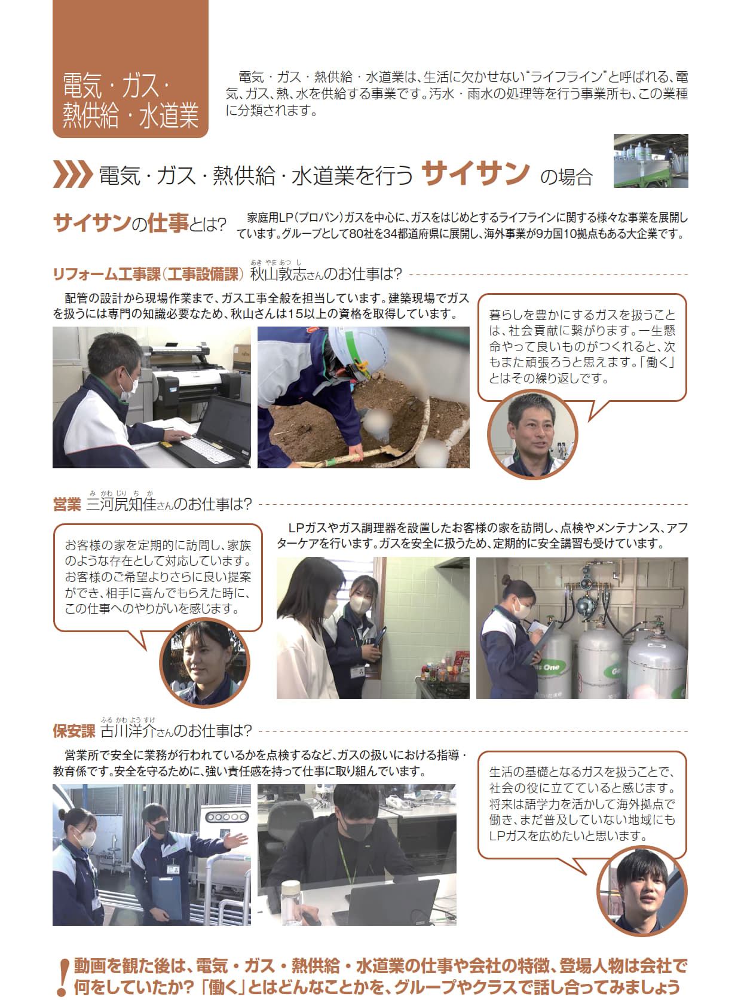 電気・ガス・
熱供給・水道業
電気・ガス・熱供給・水道業は、生活に欠かせない“ライフライン”と呼ばれる、電
気、ガス、熱、水を供給する事業です。汚水・雨水の処理等を行う事業所も、この業種
に分類されます。
電気・ガス・熱供給・水道業を行う サイサン の場合
サイサンの仕事とは?
家庭用LP(プロパン)ガスを中心に、ガスをはじめとするライフラインに関する様々な事業を展開し
ています。グループとして80社を34都道府県に展開し、海外事業が9カ国10拠点もある大企業です。
あき やま あつ し
リフォーム工事課(工事設備課) 秋山敦志さんのお仕事は?
配管の設計から現場作業まで、ガス工事全般を担当しています。建築現場でガス
を扱うには専門の知識必要なため、秋山さんは15以上の資格を取得しています。
暮らしを豊かにするガスを扱うこと
は、社会貢献に繋がります。一生懸
命やって良いものがつくれると、次
もまた頑張ろうと思えます。「働く」
とはその繰り返しです。
み かわ じり ち か
営業 三河尻知佳さんのお仕事は?
お客様の家を定期的に訪問し、家族
のような存在として対応しています。
お客様のご希望よりさらに良い提案
ができ、相手に喜んでもらえた時に、
この仕事へのやりがいを感じます。
LPガスやガス調理器を設置したお客様の家を訪問し、点検やメンテナンス、アフ
ターケアを行います。ガスを安全に扱うため、定期的に安全講習も受けています。
as One
Ga
ふる かわ よう すけ
保安課 古川洋介さんのお仕事は?
営業所で安全に業務が行われているかを点検するなど、ガスの扱いにおける指導・
教育係です。安全を守るために、強い責任感を持って仕事に取り組んでいます。
生活の基礎となるガスを扱うことで、
社会の役に立てていると感じます。
将来は語学力を活かして海外拠点で
働き、まだ普及していない地域にも
LPガスを広めたいと思います。
! 動画を観た後は、電気・ガス・熱供給・水道業の仕事や会社の特徴、登場人物は会社で
何をしていたか?「働く」とはどんなことかを、グループやクラスで話し合ってみましょう